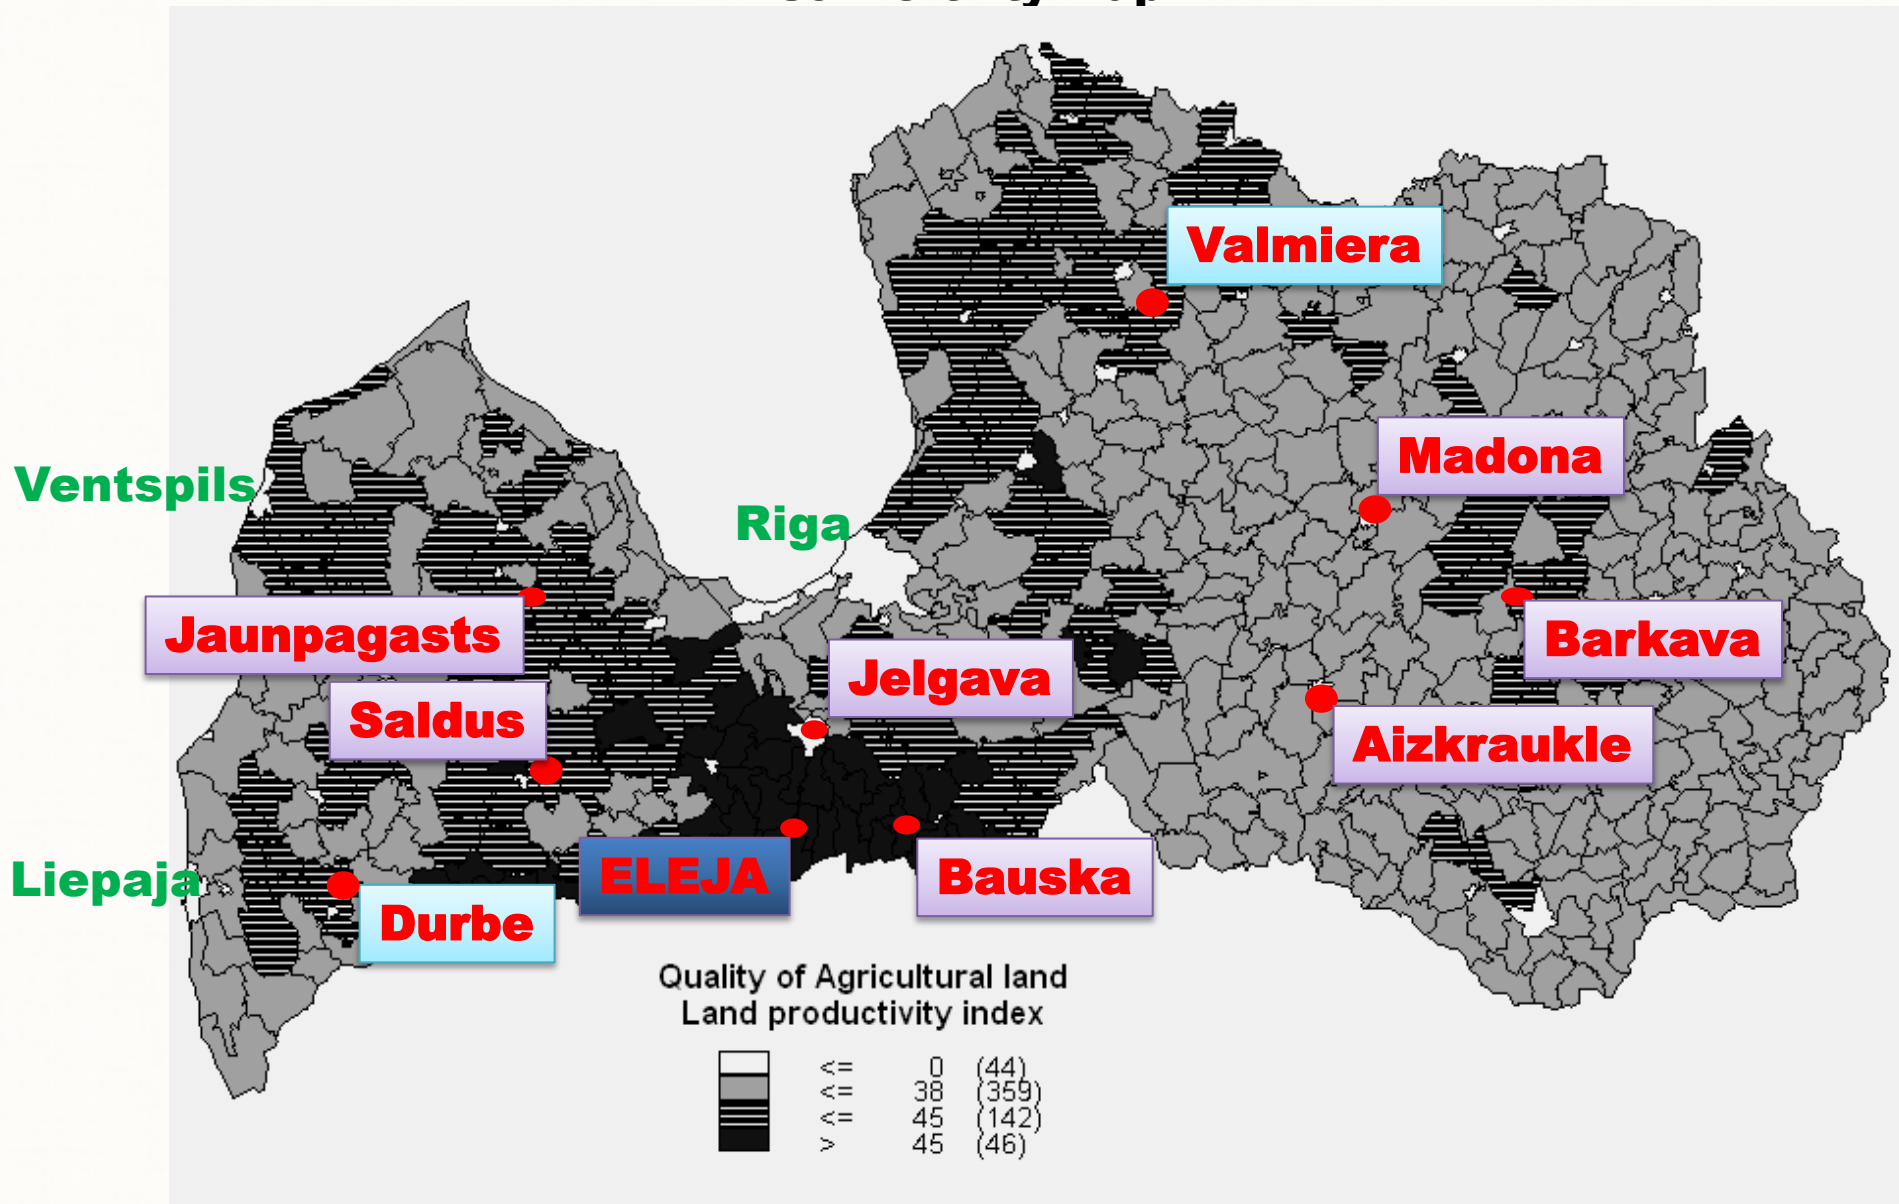 Valmiera
Madona
Ventspils
Riga
Jaunpagasts
Barkava
Jelgava
Saldus
Aizkraukle
ELEJA
Bauska
Liepaja
Durbe
Quality of Agricultural land
Land productivity index
<= 0 (44)
<= 38 (359)
<= 45 (142)
> 45 (46)